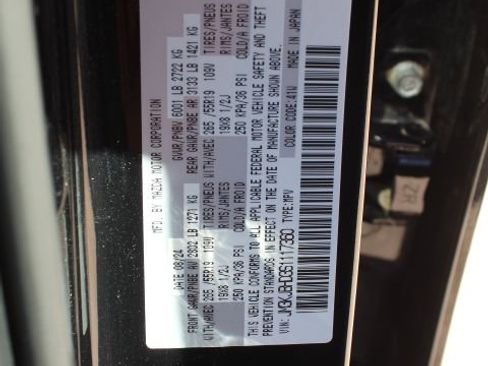 MFD. BY MAZDA MOTOR CORPORATION
DATE 08/24 GVWR/PNBV 6001 LB 2722 KG
FRONT GAWR/PNBE AV 2802 LB 1271 KG REAR GAWR/PNBE AR 3133 LB 1421 KG
WITH/AVEC 265 /55R19 109V TIRES/PNEUS WITH/AVEC 265 /55R19 109V TIRES/PNEUS
19X8 1/2J RIMS/JANTES 19X8 1/2J RIMS/JANTES
250 KPA/36 PSI COLD/A FROID 250 KPA/36 PSI COLD/A FROID
THIS VEHICLE CONFORMS TO ALL APPLICABLE FEDERAL MOTOR VEHICLE SAFETY AND THEFT
PREVENTION STANDARDS IN EFFECT ON THE DATE OF MANUFACTURE SHOWN ABOVE.
VIN: TYPE:MPV COLOR CODE:41W MADE IN JAPAN
ZR